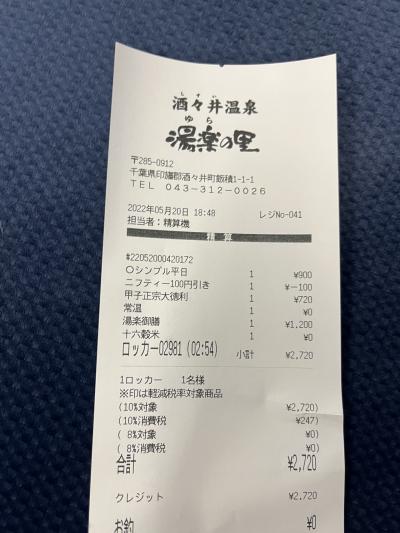 しすい
酒々井温泉
ゆら
湯楽の里
〒285-0912
千葉県印旛郡酒々井町飯積1-1-1
TEL 043-312-0026
2022年05月20日 18:48 レジNo-041
担当者:精算機
精算
#22052000420172
○シンプル平日 1 ¥900
ニフティー100円引き 1 ¥-100
甲子正宗大徳利 1 ¥720
常温 1 ¥0
湯楽御膳 1 ¥1,200
十六穀米 1 ¥0
ロッカー02981(02:54) 小計 ¥2,720
1ロッカー 1名様
※印は軽減税率対象商品
(10%対象 ¥2,720)
(10%消費税 ¥247)
( 8%対象 ¥0)
( 8%消費税 ¥0)
合計 ¥2,720
クレジット ¥2,720
お釣 ¥0